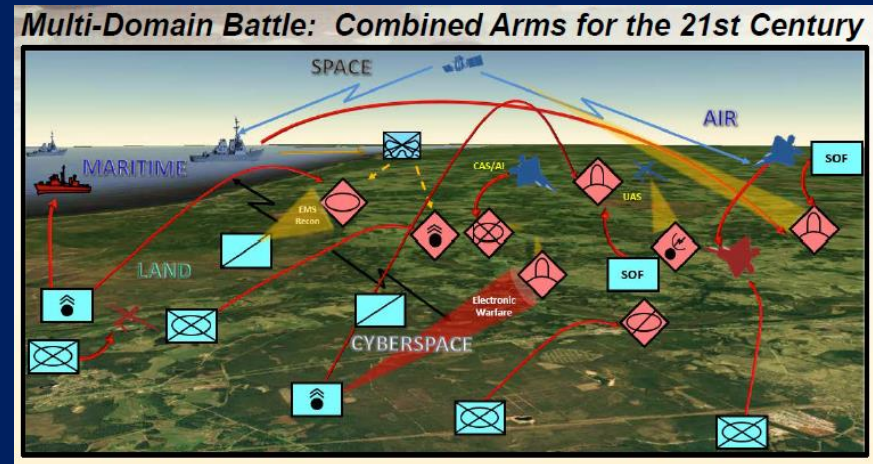 Multi-Domain Battle: Combined Arms for the 21st Century
SPACE
AIR
MARITIME
SOF
CAS/AI
UAS
EMS
Recon
LAND
SOF
Electronic
Warfare
CYBERSPACE